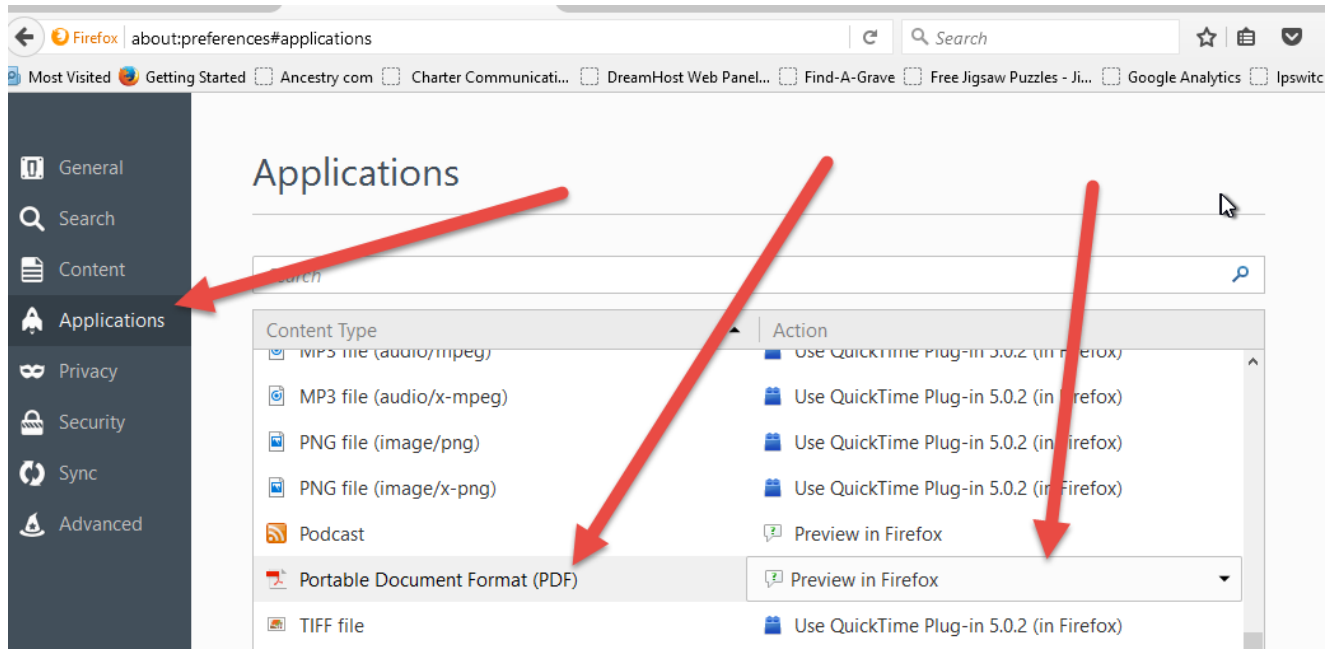 Firefox about:preferences#applications Search
Most Visited Getting Started Ancestry com Charter Communicati... DreamHost Web Panel... Find-A-Grave Free Jigsaw Puzzles - Ji... Google Analytics Ipswitc
General
Applications
Search
Content
Search
Applications
Content Type Action
MP3 file (audio/mpeg) Use QuickTime Plug-in 5.0.2 (in Firefox)
Privacy
MP3 file (audio/x-mpeg) Use QuickTime Plug-in 5.0.2 (in Firefox)
Security
PNG file (image/png) Use QuickTime Plug-in 5.0.2 (in Firefox)
Sync
PNG file (image/x-png) Use QuickTime Plug-in 5.0.2 (in Firefox)
Advanced
Podcast Preview in Firefox
Portable Document Format (PDF) Preview in Firefox
TIFF file Use QuickTime Plug-in 5.0.2 (in Firefox)